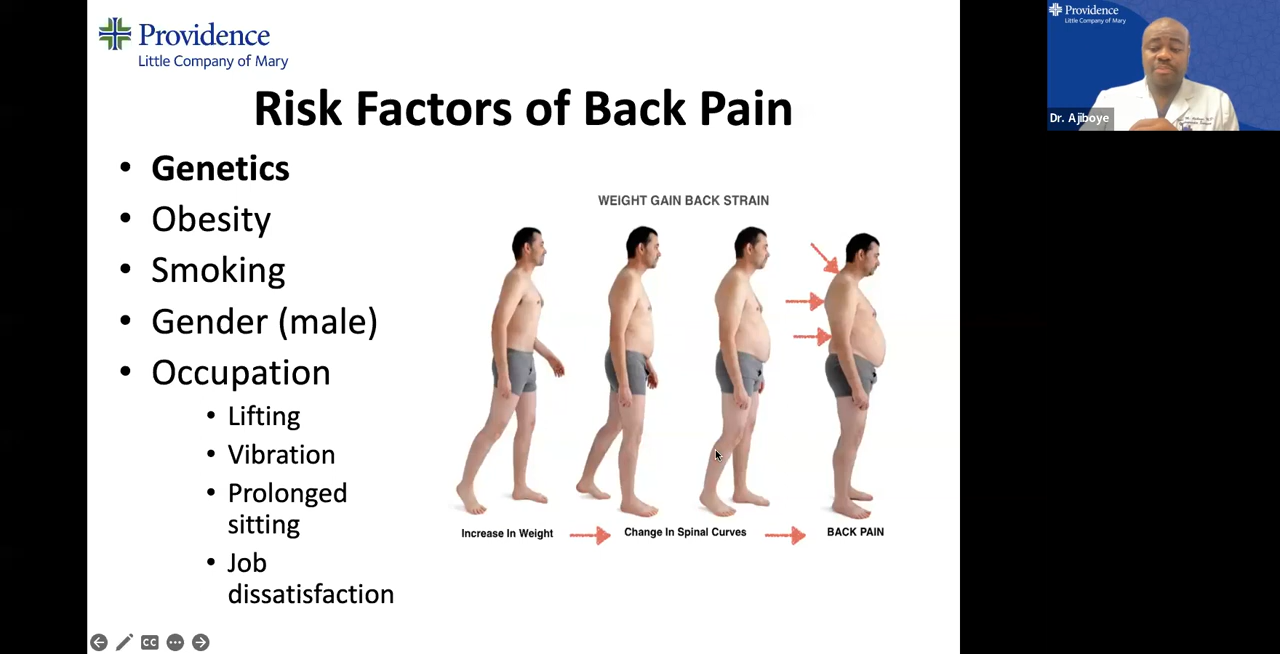 Providence
Little Company of Mary
Risk Factors of Back Pain
• Genetics
• Obesity
• Smoking
• Gender (male)
• Occupation
• Lifting
• Vibration
• Prolonged
sitting
• Job
dissatisfaction
WEIGHT GAIN BACK STRAIN
Increase In Weight
Change In Spinal Curves
BACK PAIN
CC
Providence
Little Company of Mary
Dr. Ajiboye